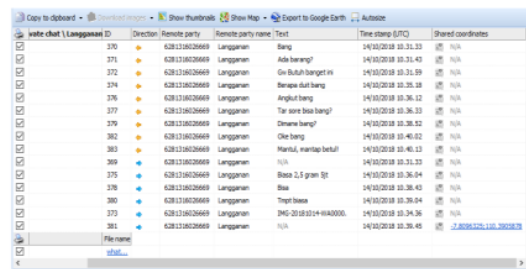 Copy to clipboard Download images Show thumbnails Show Map Export to Google Earth Autosize
vate chat \ Langganan ID Direction Remote party Remote party name Text Time stamp (UTC) Shared coordinates
370 6281316026669 Langganan Bang 14/10/2018 10.31.33 N/A
371 6281316026669 Langganan Ada barang? 14/10/2018 10.31.43 N/A
372 6281316026669 Langganan Gw Butuh banget ini 14/10/2018 10.31.59 N/A
374 6281316026669 Langganan Berapa duit bang 14/10/2018 10.35.18 N/A
376 6281316026669 Langganan Angkut bang 14/10/2018 10.36.12 N/A
377 6281316026669 Langganan Tar sore bisa bang? 14/10/2018 10.36.33 N/A
379 6281316026669 Langganan Dimane bang? 14/10/2018 10.38.52 N/A
382 6281316026669 Langganan Oke bang 14/10/2018 10.40.02 N/A
383 6281316026669 Langganan Mantul, mantap betul! 14/10/2018 10.40.13 N/A
369 6281316026669 Langganan N/A 14/10/2018 10.31.33 N/A
375 6281316026669 Langganan Biasa 2,5 gram 5jt 14/10/2018 10.36.04 N/A
378 6281316026669 Langganan Bisa 14/10/2018 10.38.43 N/A
380 6281316026669 Langganan Tmpt biasa 14/10/2018 10.39.04 N/A
373 6281316026669 Langganan IMG-20181014-WA0000. 14/10/2018 10.34.36 N/A
381 6281316026669 Langganan N/A 14/10/2018 10.39.45
File name
what...